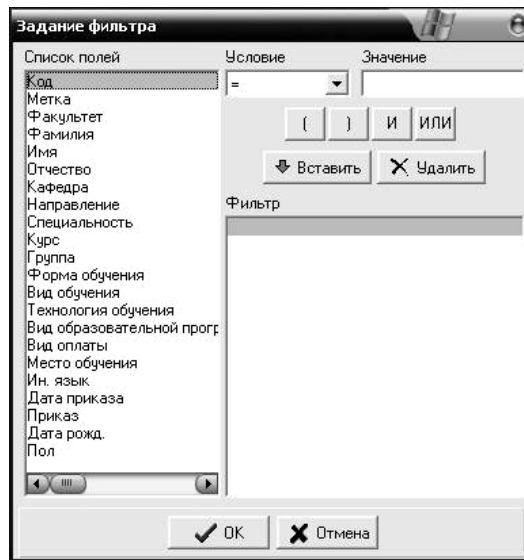 Задание фильтра
Список полей
Условие
Значение
Код
Метка
Факультет
Фамилия
Имя
Отчество
Кафедра
Направление
Специальность
Курс
Группа
Форма обучения
Вид обучения
Технология обучения
Вид образовательной прогр
Вид оплаты
Место обучения
Ин. язык
Дата приказа
Приказ
Дата рожд.
Пол
=
( ) И ИЛИ
Вставить Удалить
Фильтр
OK Отмена